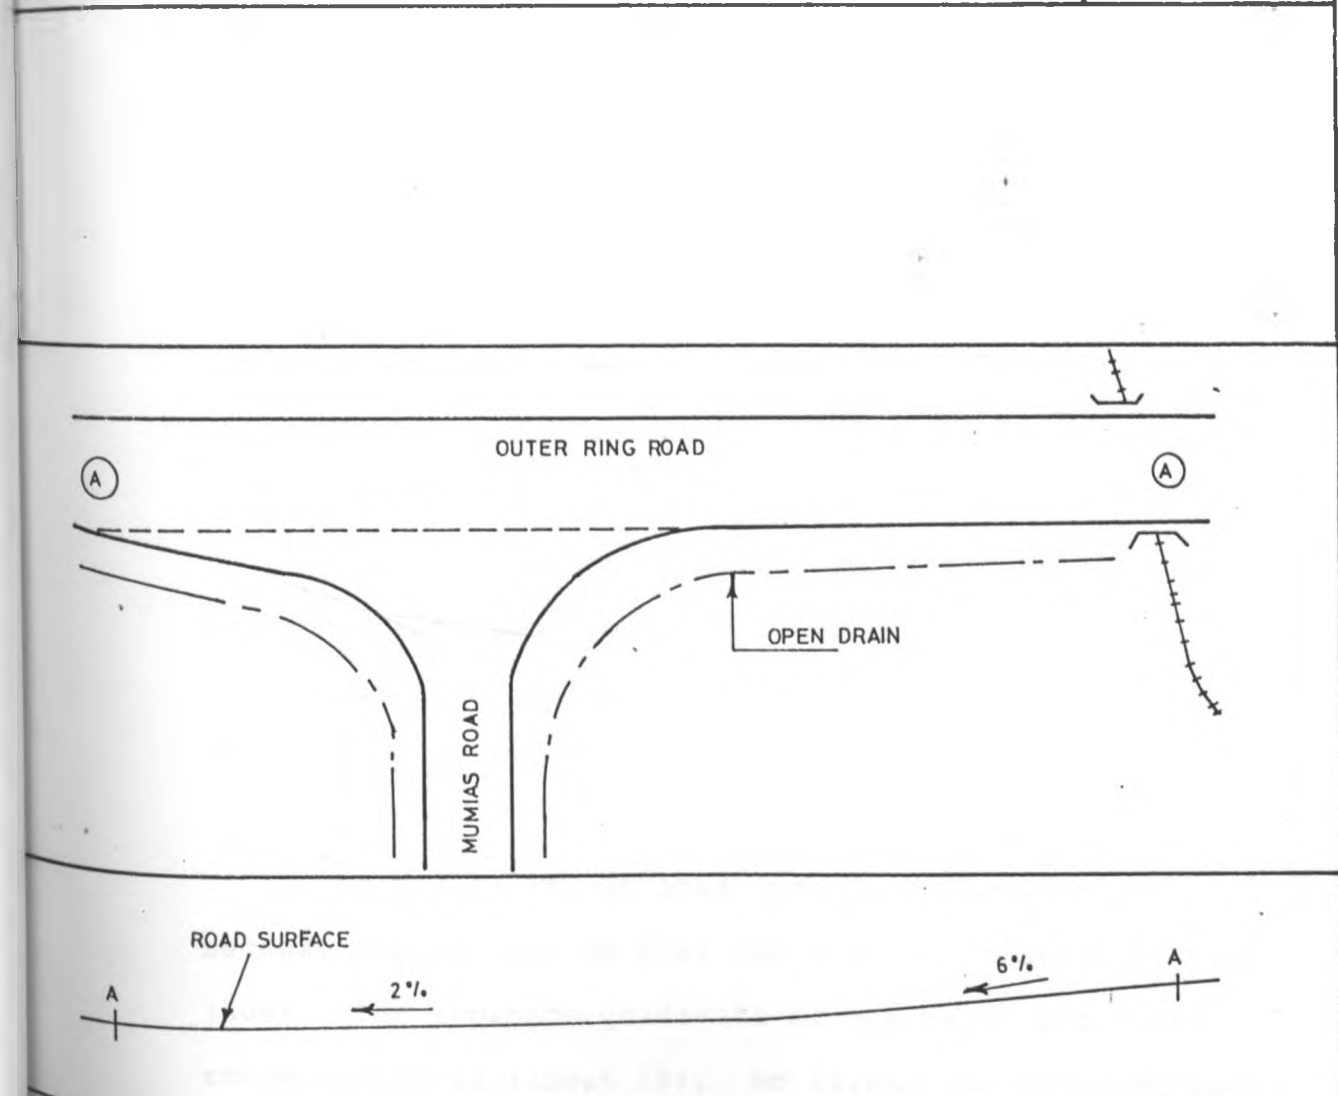 OUTER RING ROAD
A
A
OPEN DRAIN
MUMIAS ROAD
ROAD SURFACE
A
2%
6%
A